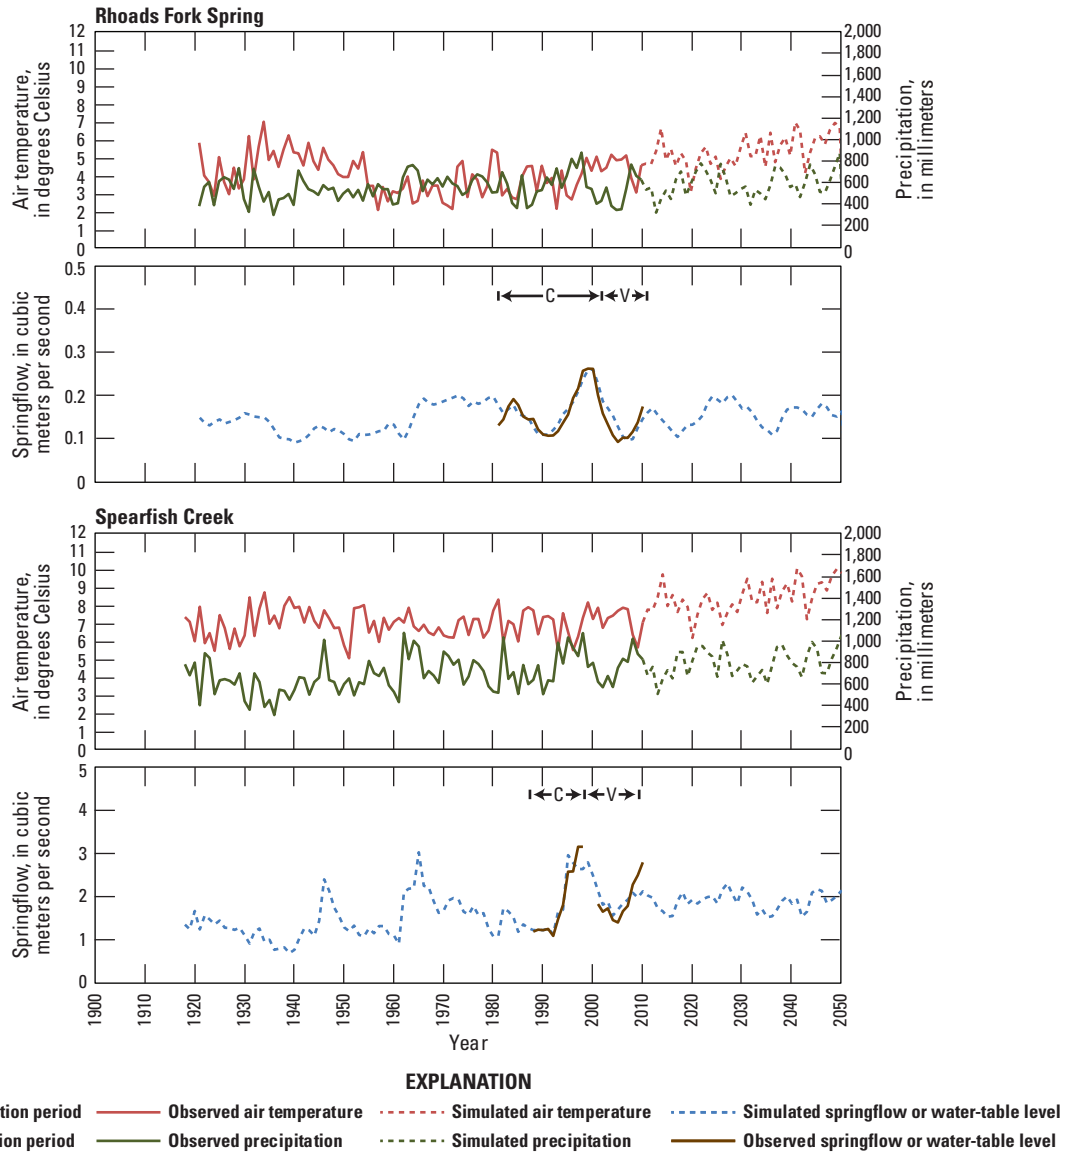 Rhoads Fork Spring
Air temperature,
in degrees Celsius
12
11
10
9
8
7
6
5
4
3
2
1
0
2,000
1,800
1,600
1,400
1,200
1,000
800
600
400
200
0
Precipitation,
in millimeters
Springflow, in cubic
meters per second
0.5
0.4
0.3
0.2
0.1
0
C
V
Spearfish Creek
Air temperature,
in degrees Celsius
12
11
10
9
8
7
6
5
4
3
2
1
0
2,000
1,800
1,600
1,400
1,200
1,000
800
600
400
200
0
Precipitation,
in millimeters
Springflow, in cubic
meters per second
5
4
3
2
1
0
C
V
1900 1910 1920 1930 1940 1950 1960 1970 1980 1990 2000 2010 2020 2030 2040 2050
Year
EXPLANATION
tion period Observed air temperature Simulated air temperature Simulated springflow or water-table level
ion period Observed precipitation Simulated precipitation Observed springflow or water-table level